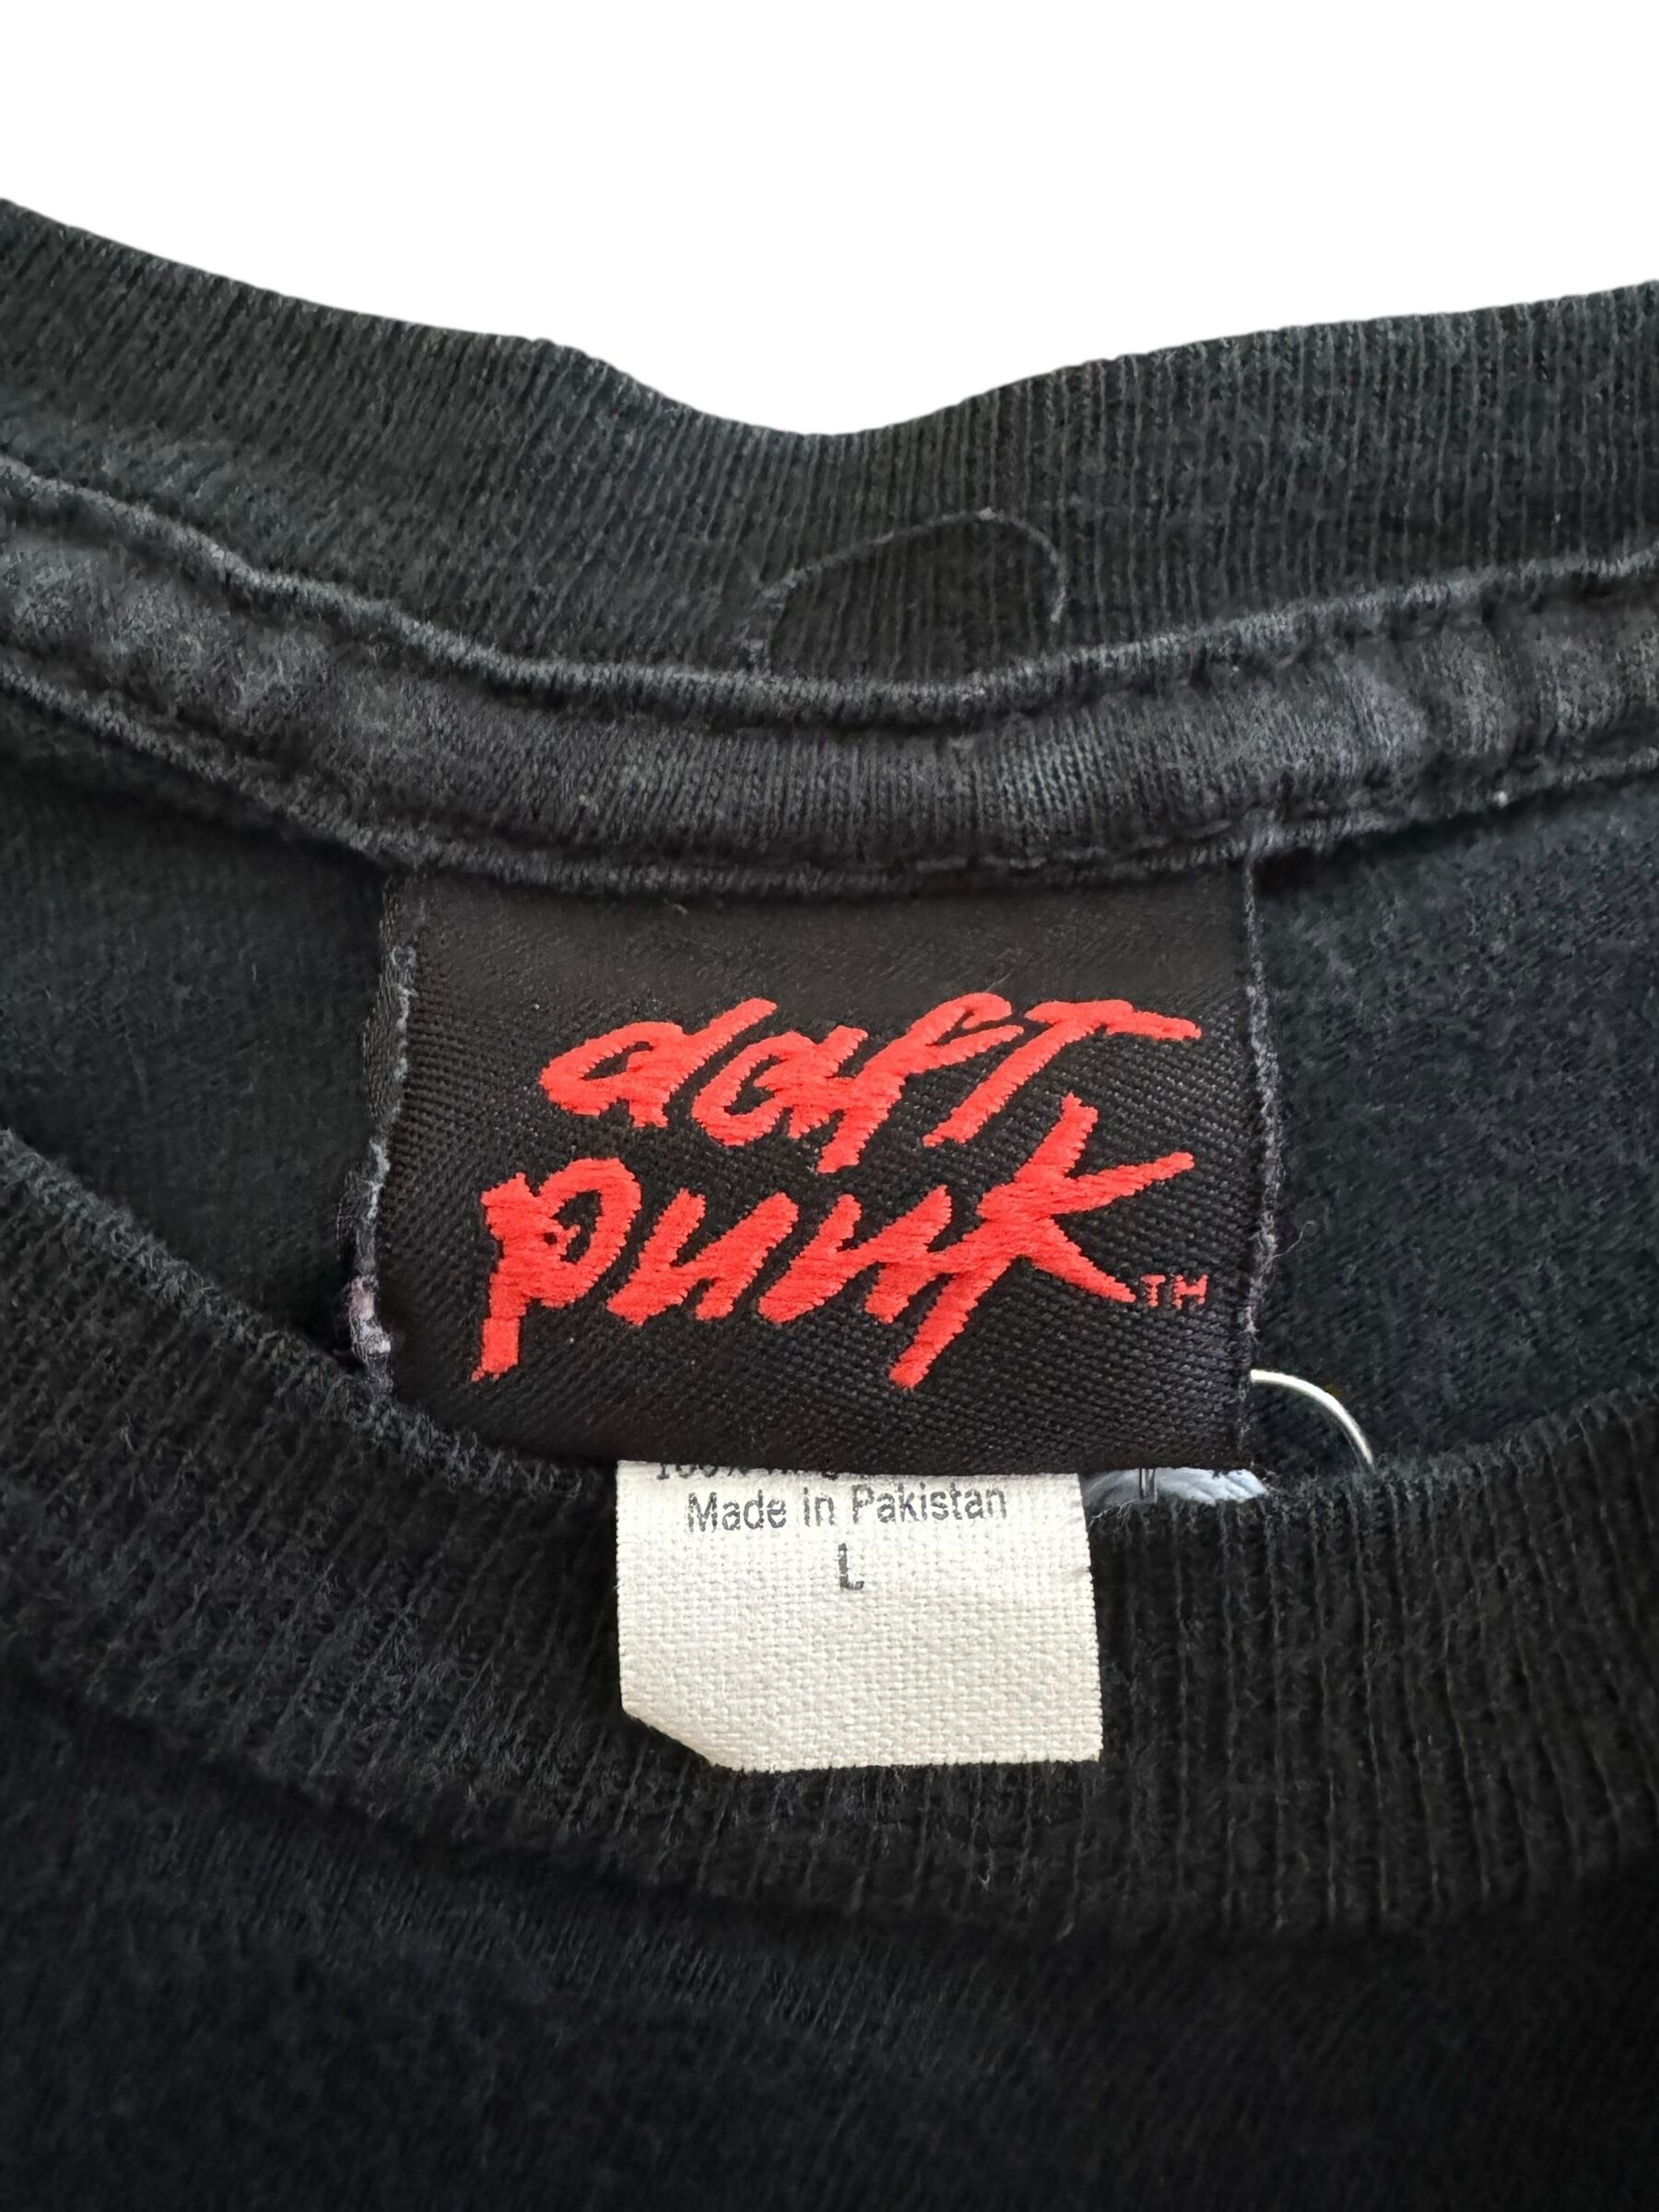 daft
punk TM
Made in Pakistan
L